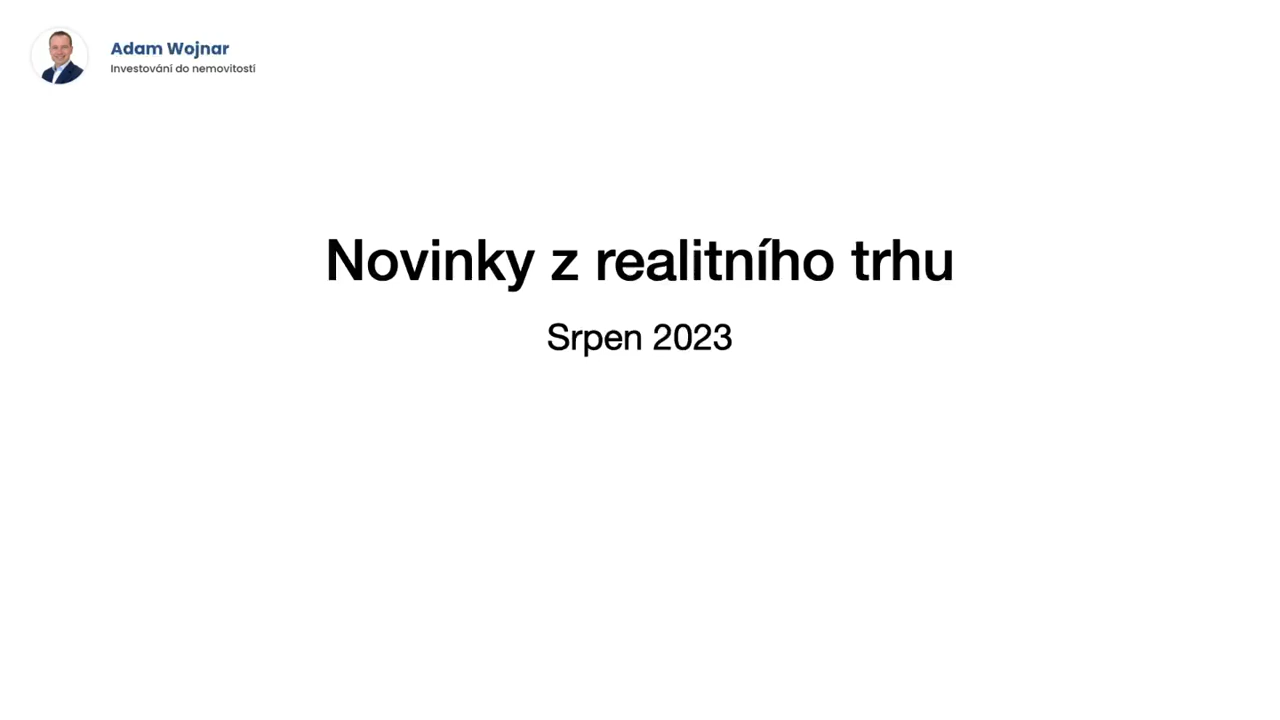 Adam Wojnar
Investování do nemovitostí
Novinky z realitního trhu
Srpen 2023